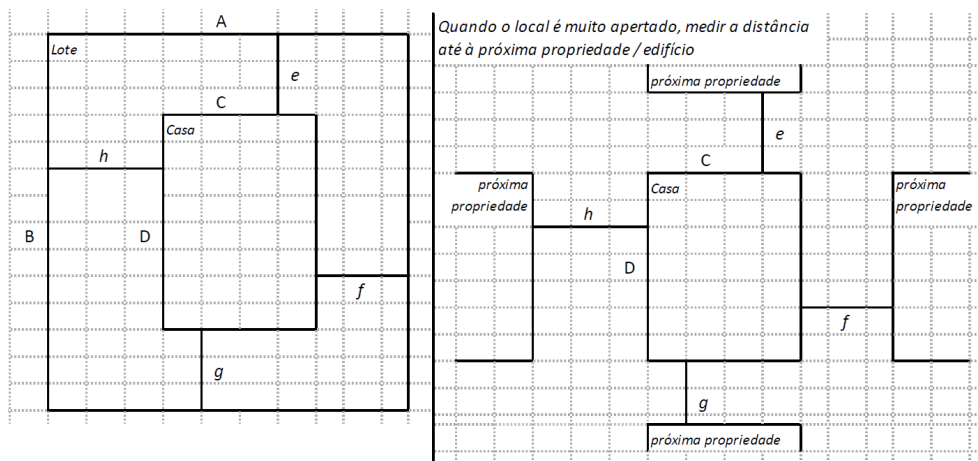 A
Lote
e
C
Casa
h
B
D
f
g
Quando o local é muito apertado, medir a distância
até à próxima propriedade / edifício
próxima propriedade
e
C
próxima
propriedade
Casa
próxima
propriedade
h
D
f
g
próxima propriedade